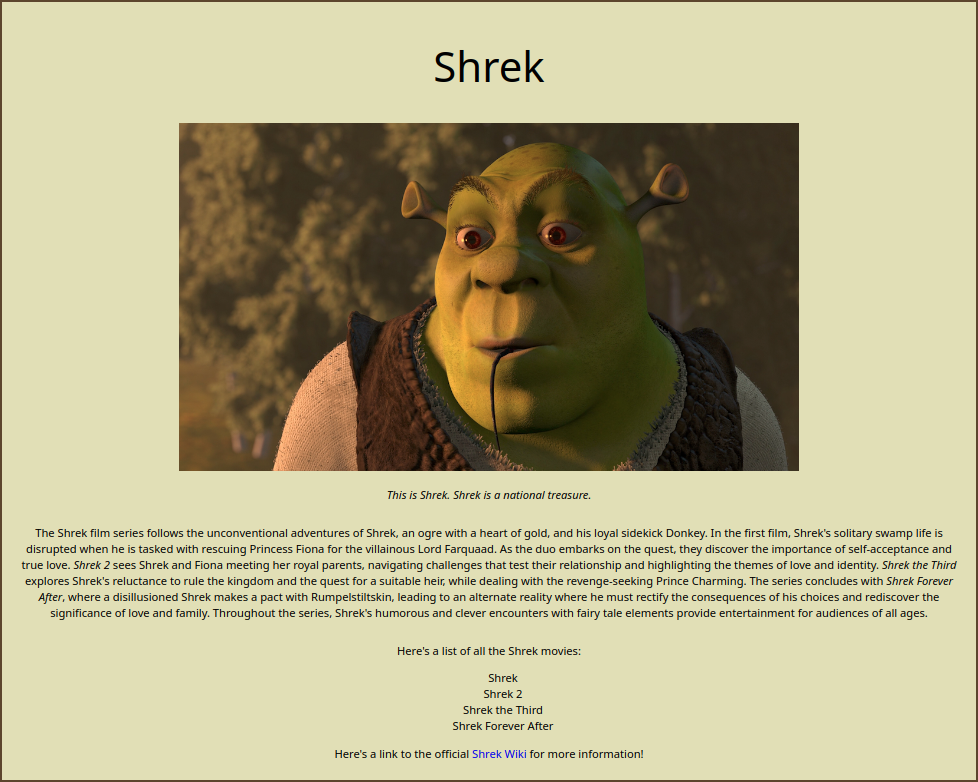 Shrek
This is Shrek. Shrek is a national treasure.
The Shrek film series follows the unconventional adventures of Shrek, an ogre with a heart of gold, and his loyal sidekick Donkey. In the first film, Shrek's solitary swamp life is
disrupted when he is tasked with rescuing Princess Fiona for the villainous Lord Farquaad. As the duo embarks on the quest, they discover the importance of self-acceptance and
true love. Shrek 2 sees Shrek and Fiona meeting her royal parents, navigating challenges that test their relationship and highlighting the themes of love and identity. Shrek the Third
explores Shrek's reluctance to rule the kingdom and the quest for a suitable heir, while dealing with the revenge-seeking Prince Charming. The series concludes with Shrek Forever
After, where a disillusioned Shrek makes a pact with Rumpelstiltskin, leading to an alternate reality where he must rectify the consequences of his choices and rediscover the
significance of love and family. Throughout the series, Shrek's humorous and clever encounters with fairy tale elements provide entertainment for audiences of all ages.
Here's a list of all the Shrek movies:
Shrek
Shrek 2
Shrek the Third
Shrek Forever After
Here's a link to the official Shrek Wiki for more information!